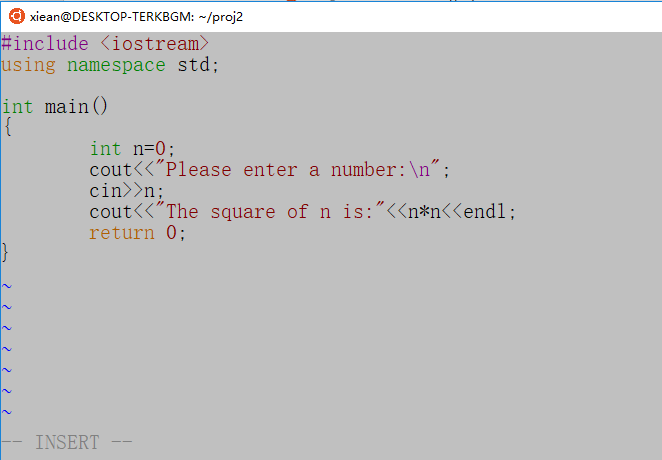 xiean@DESKTOP-TERKBGM: ~/proj2
#include <iostream>
using namespace std;

int main()
{
        int n=0;
        cout<<"Please enter a number:\n";
        cin>>n;
        cout<<"The square of n is:"<<n*n<<endl;
        return 0;
}
~
~
~
~
~
~
~
-- INSERT --